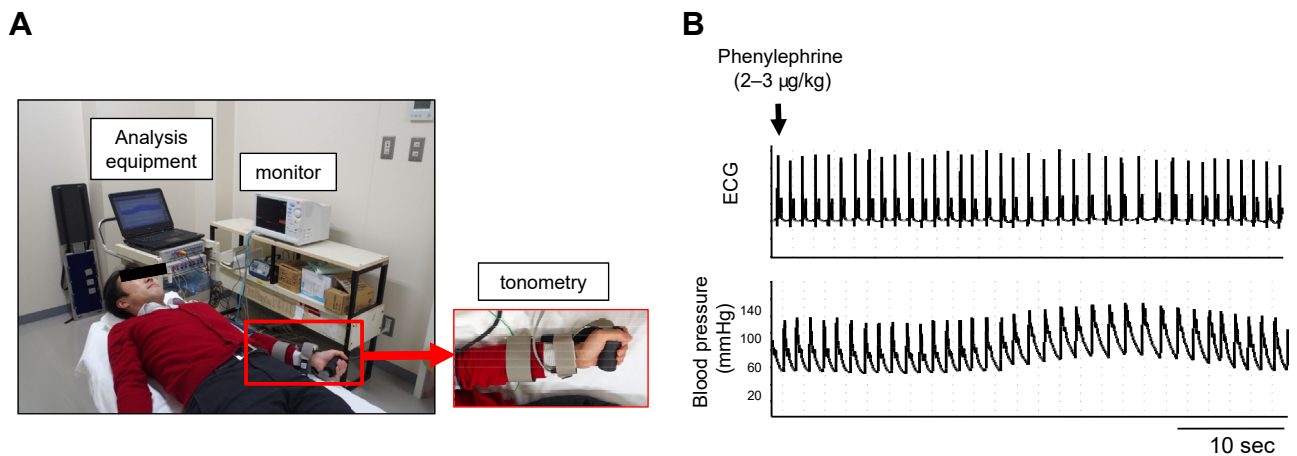 A
Analysis
equipment
monitor
tonometry
B
Phenylephrine
(2–3 µg/kg)
ECG
Blood pressure
(mmHg)
140
100
60
20
10 sec